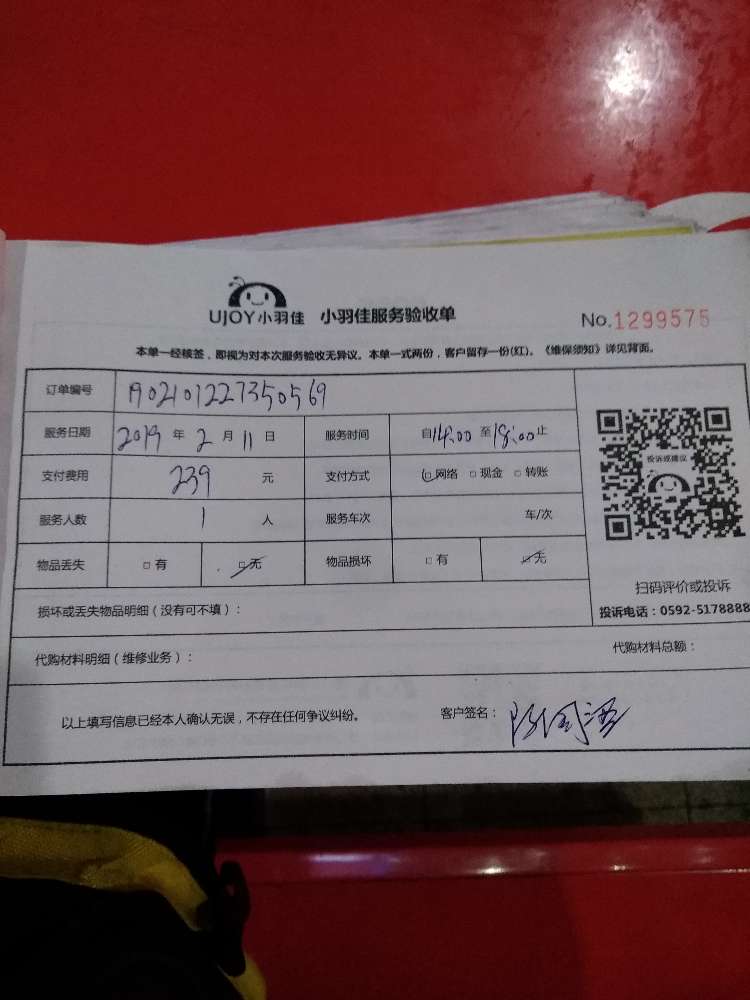 UJOY小羽佳 小羽佳服务验收单 No.1299575
本单一经核签，即视为对本次服务验收无异议。本单一式两份，客户留存一份(红)。《维保须知》详见背面。
订单编号 1902101227350569
服务日期 2019 年 2 月 11 日 服务时间 自14:00 至18:00止
支付费用 239 元 支付方式 □网络 □现金 □转账
投诉或建议
服务人数 1 人 服务车次 车/次
物品丢失 □有 □无 物品损坏 □有 □无
扫码评价或投诉
投诉电话：0592-5178888
损坏或丢失物品明细（没有可不填）：
代购材料明细（维修业务）： 代购材料总额：
以上填写信息已经本人确认无误，不存在任何争议纠纷。 客户签名：